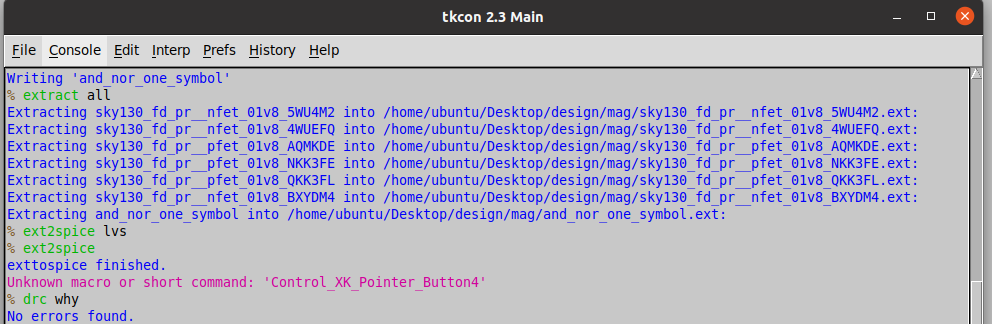 tkcon 2.3 Main
File Console Edit Interp Prefs History Help
Writing 'and_nor_one_symbol'
% extract all
Extracting sky130_fd_pr__nfet_01v8_5WU4M2 into /home/ubuntu/Desktop/design/mag/sky130_fd_pr__nfet_01v8_5WU4M2.ext:
Extracting sky130_fd_pr__nfet_01v8_4WUEFQ into /home/ubuntu/Desktop/design/mag/sky130_fd_pr__nfet_01v8_4WUEFQ.ext:
Extracting sky130_fd_pr__pfet_01v8_AQMKDE into /home/ubuntu/Desktop/design/mag/sky130_fd_pr__pfet_01v8_AQMKDE.ext:
Extracting sky130_fd_pr__nfet_01v8_NKK3FE into /home/ubuntu/Desktop/design/mag/sky130_fd_pr__nfet_01v8_NKK3FE.ext:
Extracting sky130_fd_pr__pfet_01v8_QKK3FL into /home/ubuntu/Desktop/design/mag/sky130_fd_pr__pfet_01v8_QKK3FL.ext:
Extracting sky130_fd_pr__pfet_01v8_BXYDM4 into /home/ubuntu/Desktop/design/mag/sky130_fd_pr__pfet_01v8_BXYDM4.ext:
Extracting and_nor_one_symbol into /home/ubuntu/Desktop/design/mag/and_nor_one_symbol.ext:
% ext2spice lvs
% ext2spice
exttospice finished.
Unknown macro or short command: 'Control_XK_Pointer_Button4'
% drc why
No errors found.